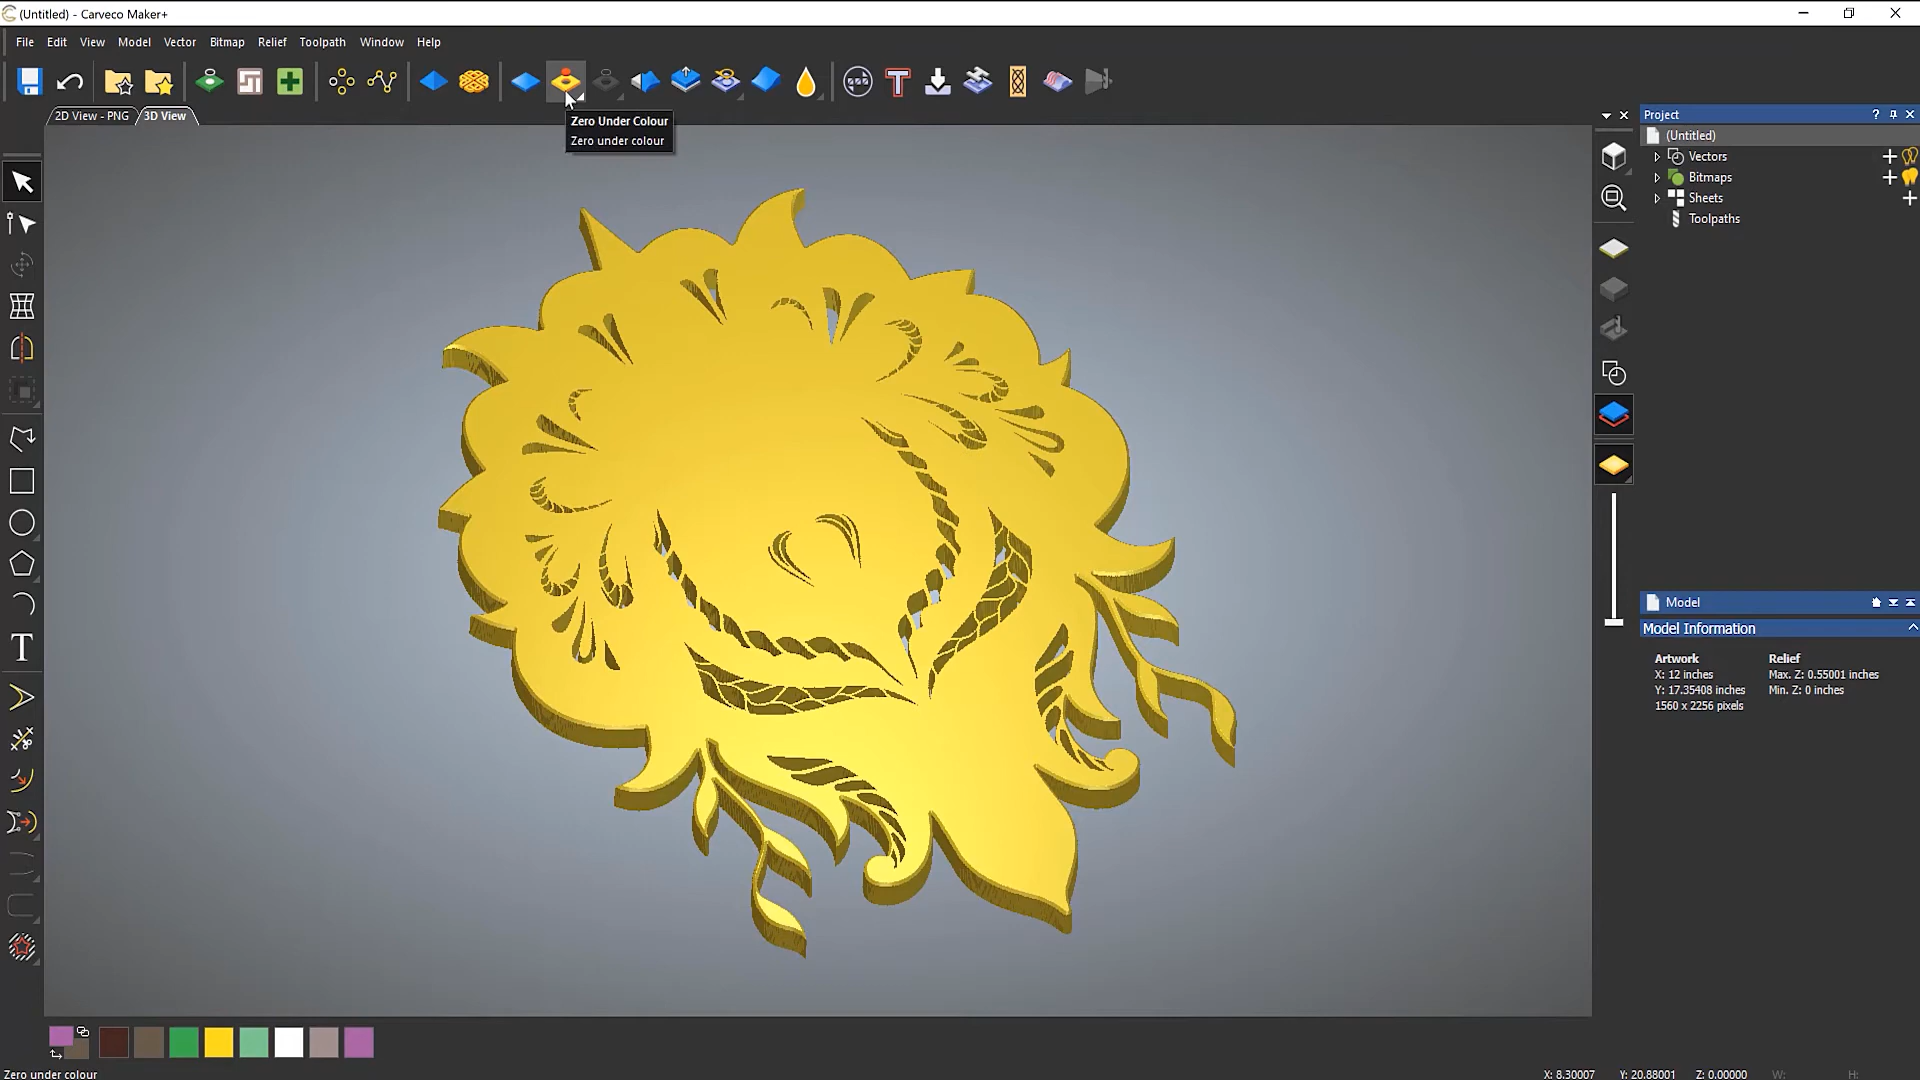 (Untitled) - Carveco Maker+
File Edit View Model Vector Bitmap Relief Toolpath Window Help
2D View - PNG 3D View
Zero Under Colour
Zero under colour
Project
(Untitled)
Vectors
Bitmaps
Sheets
Toolpaths
Model
Model Information
Artwork
X: 12 inches
Y: 17.35408 inches
1560 x 2256 pixels
Relief
Max. Z: 0.55001 inches
Min. Z: 0 inches
Zero under colour
X: 8.30007 Y: 20.88001 Z: 0.00000 W: H: